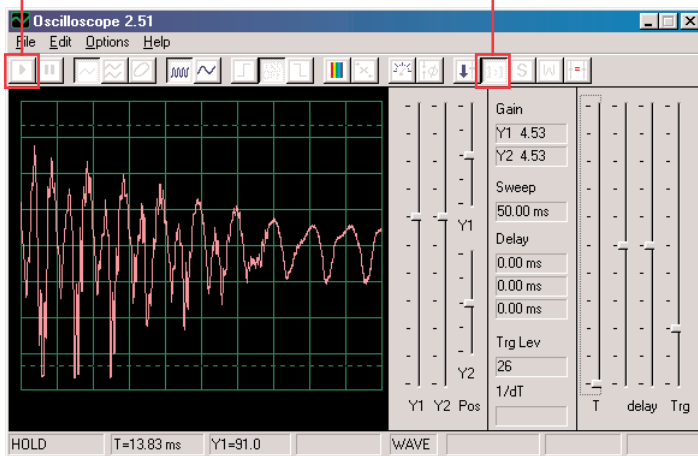 Oscilloscope 2.51
File Edit Options Help
1:1 S W
Gain
Y1 4.53
Y2 4.53
Sweep
50.00 ms
Y1
Delay
0.00 ms
0.00 ms
0.00 ms
Trg Lev
26
Y2
1/dT
Y1 Y2 Pos
T delay Trg
HOLD T=13.83 ms Y1=91.0 WAVE